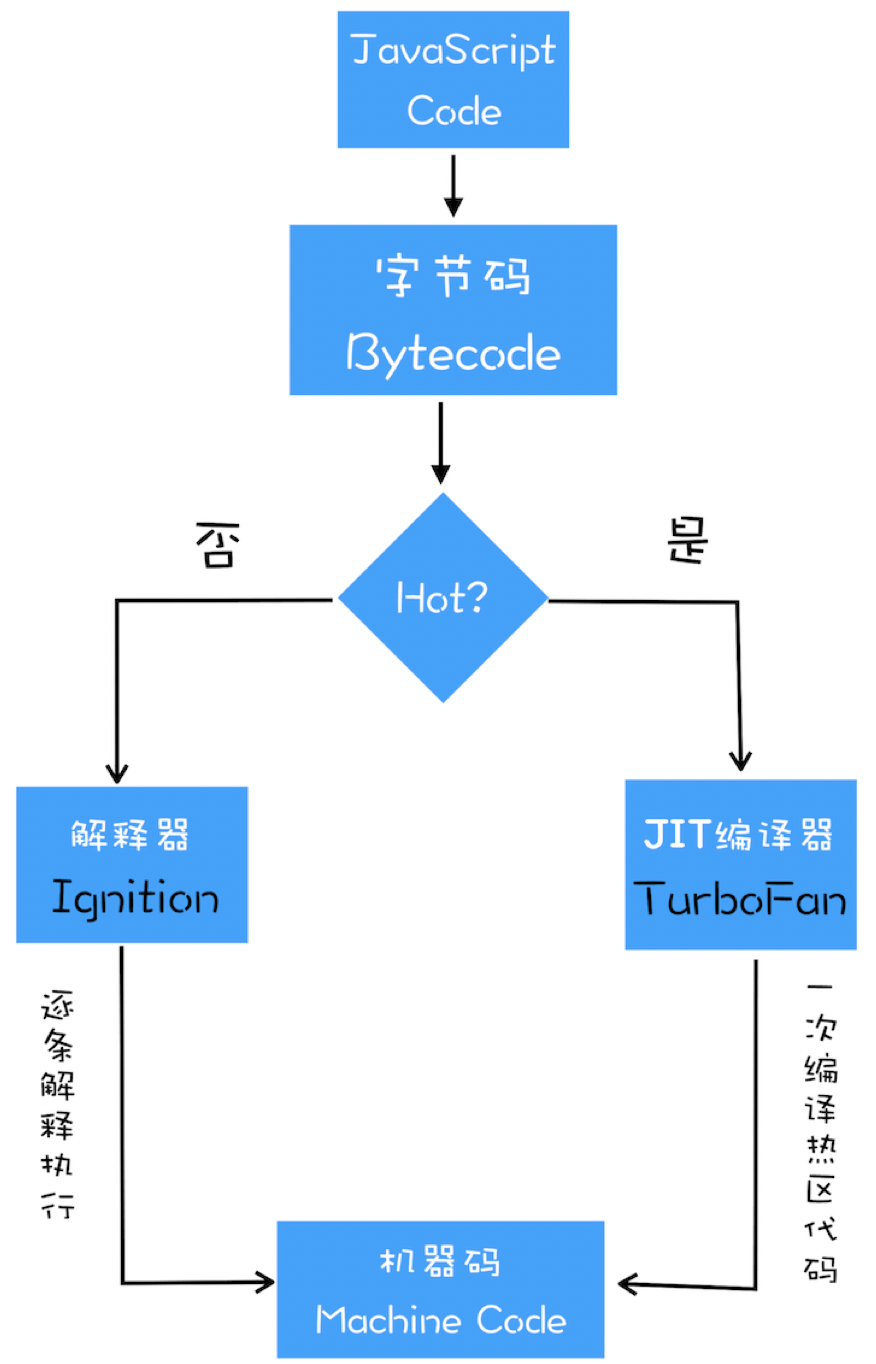 JavaScript
Code
字节码
Bytecode
否
是
Hot?
解释器
Ignition
JIT编译器
TurboFan
逐条解释执行
一次编译热区代码
机器码
Machine Code